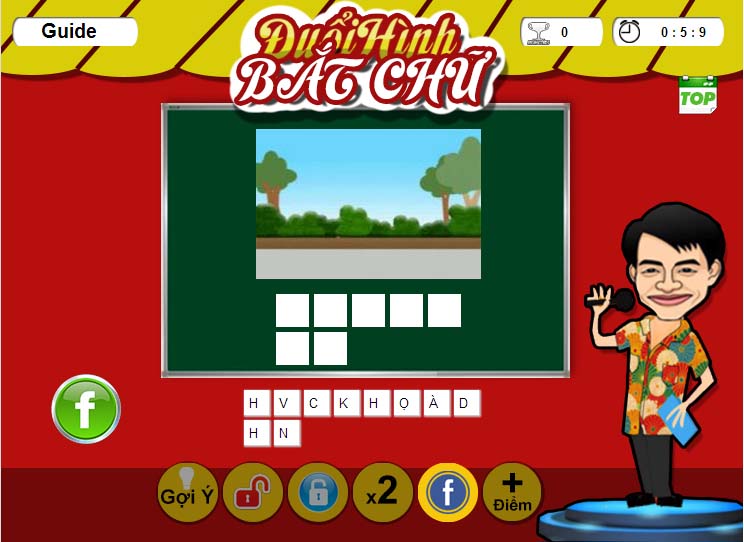 Guide
Đuổi Hình
BẮT CHỮ
0
0 : 5 : 9
TOP
H V C K H Ọ À D
H N
f
Gợi Ý
x2
f
+
Điểm